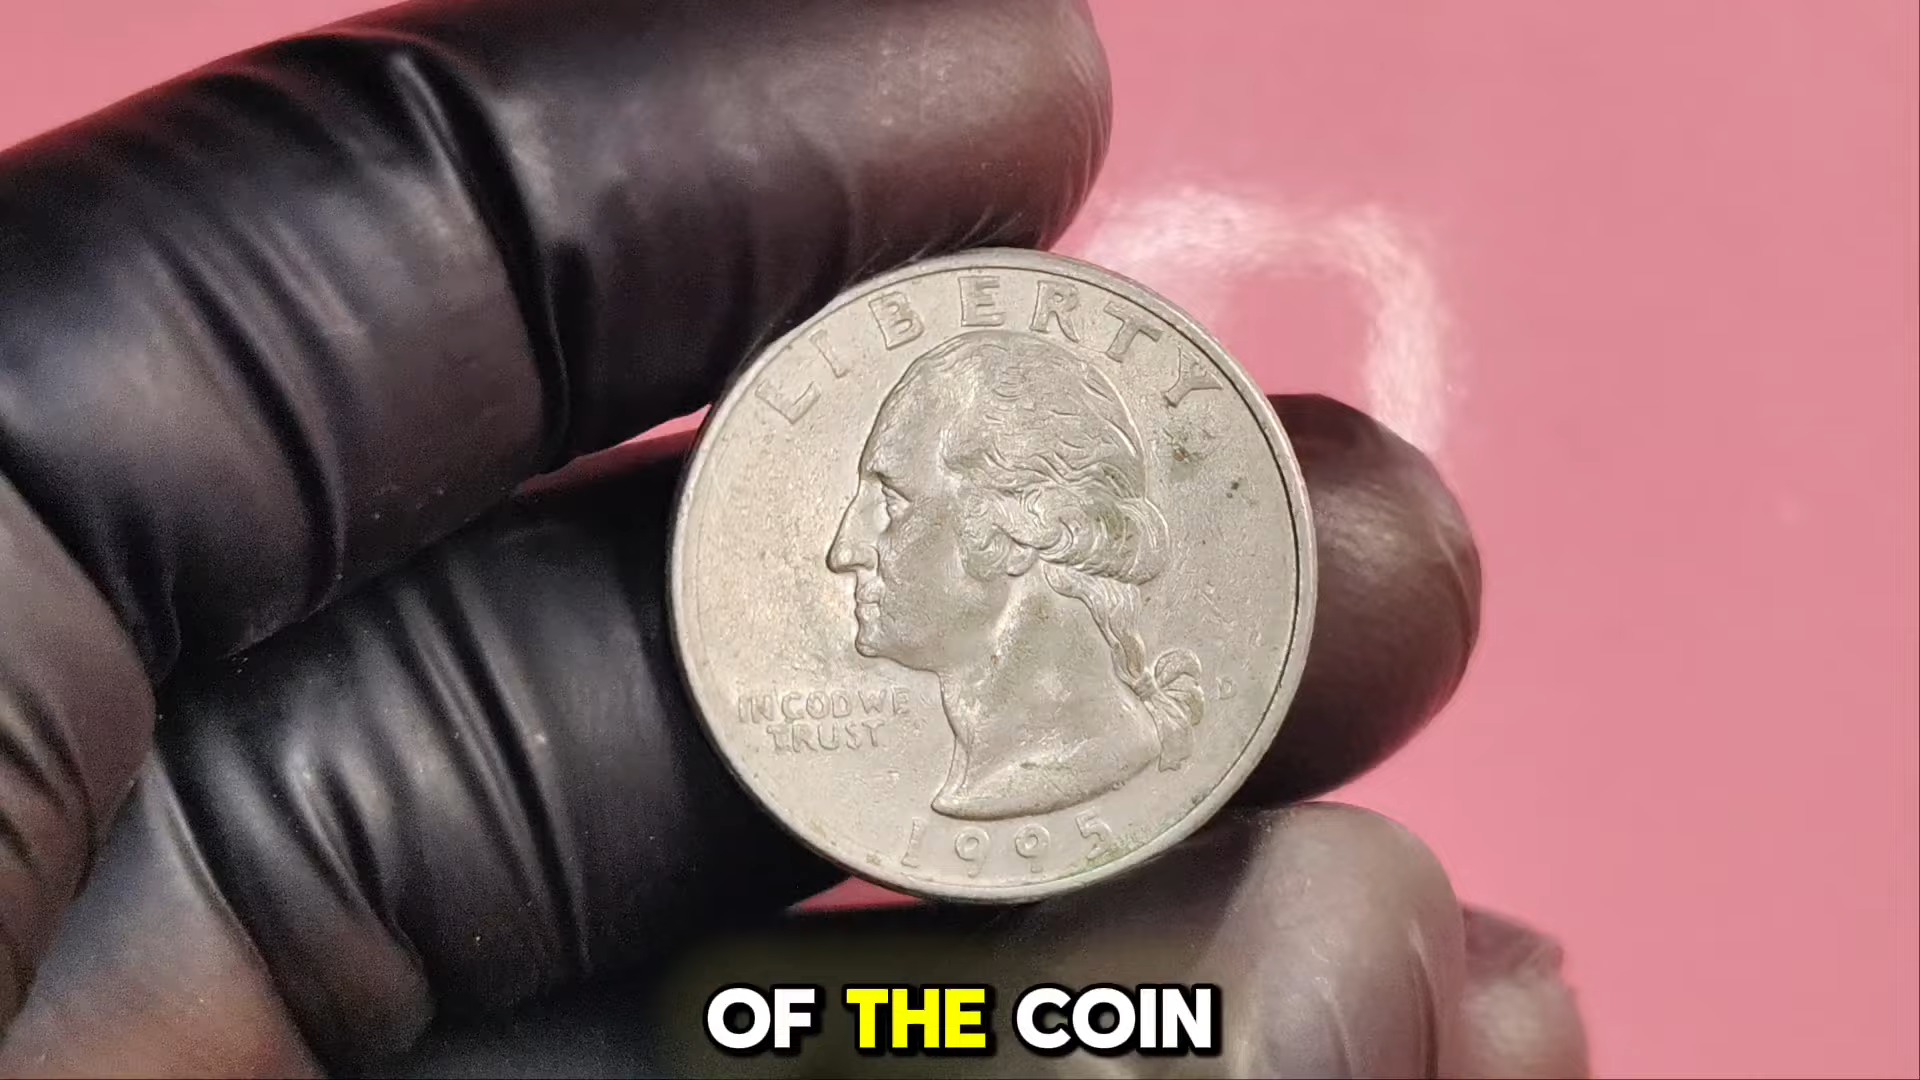 LIBERTY
IN GOD WE
TRUST
D
1995
OF THE COIN